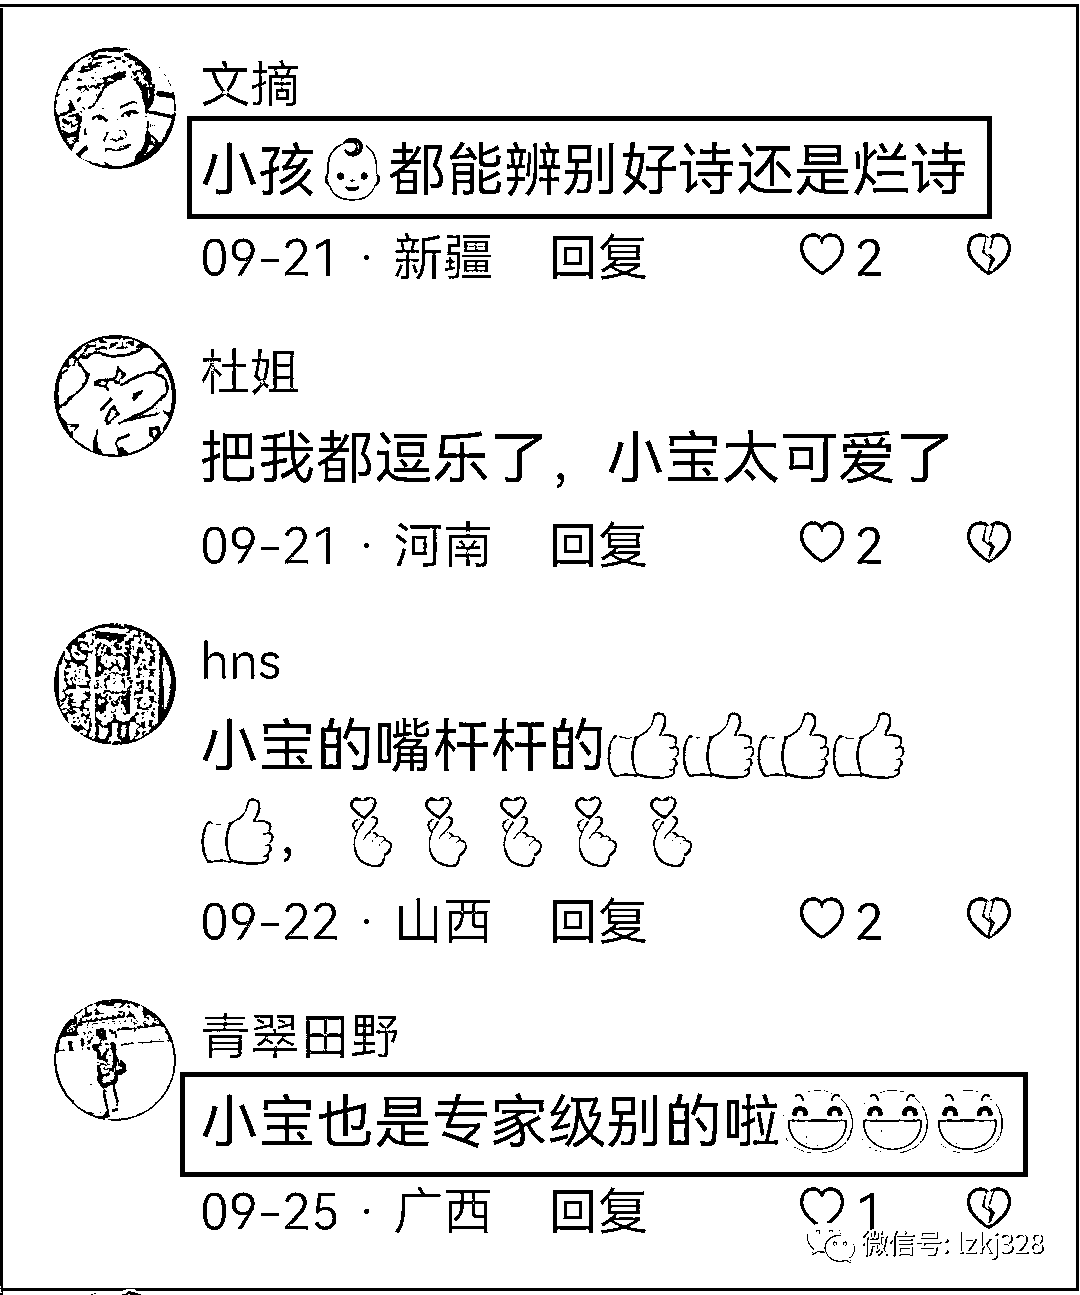 文摘
小孩👶都能辨别好诗还是烂诗
09-21 · 新疆 回复 2
杜姐
把我都逗乐了，小宝太可爱了
09-21 · 河南 回复 2
hns
小宝的嘴杆杆的👍👍👍👍
👍，🫰🫰🫰🫰🫰
09-22 · 山西 回复 2
青翠田野
小宝也是专家级别的啦😄😄😄
09-25 · 广西 回复 1
微信号: lzkj328